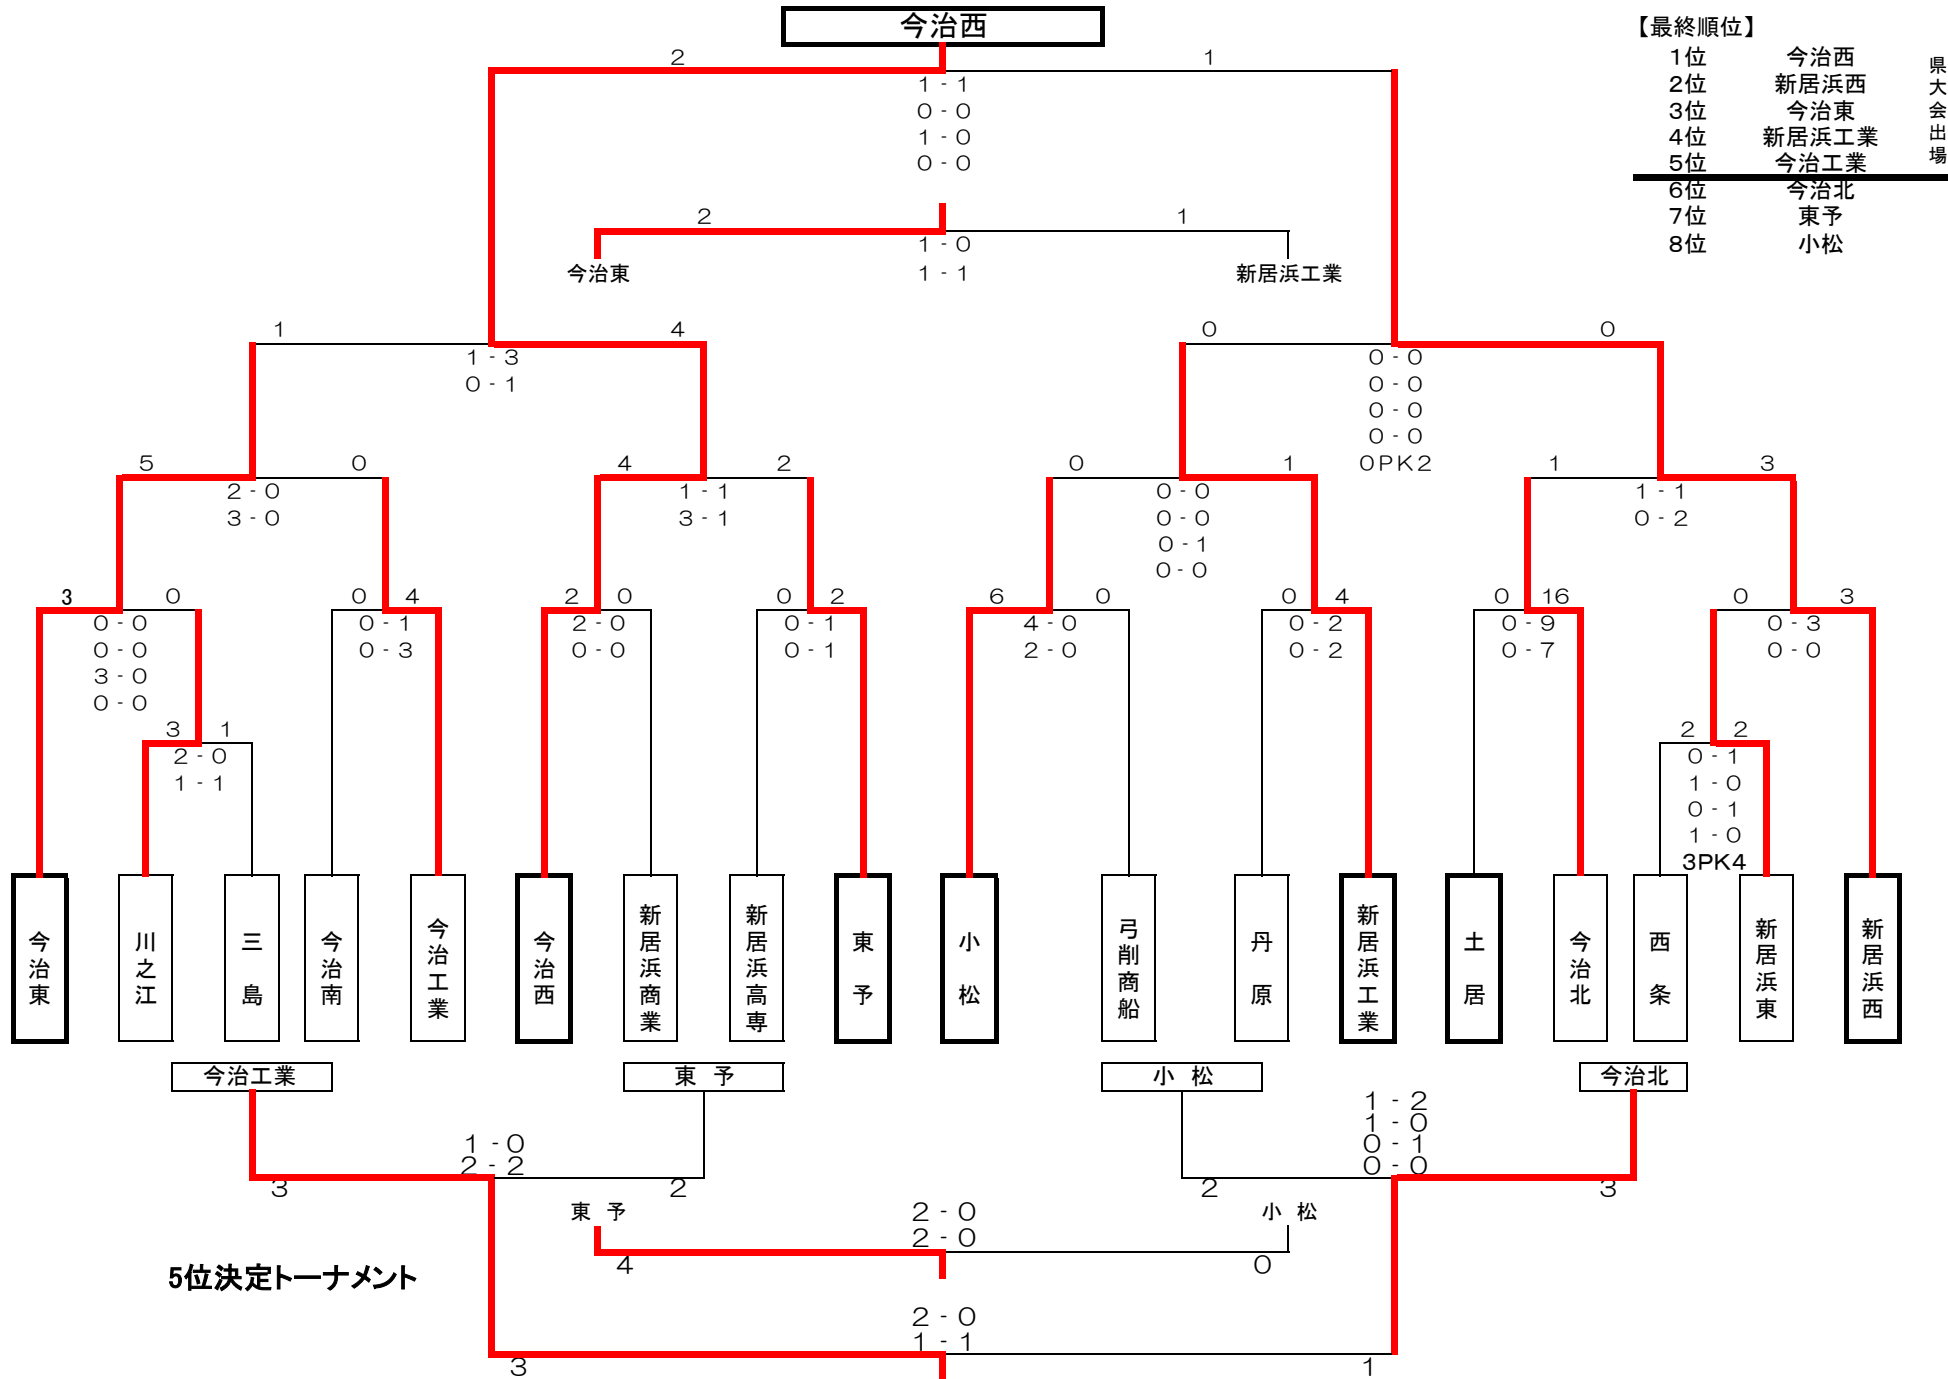 今治西
【最終順位】
1位 今治西
2位 新居浜西
3位 今治東
4位 新居浜工業
5位 今治工業
6位 今治北
7位 東予
8位 小松
県大会出場
2 1
1 - 1
0 - 0
1 - 0
0 - 0
2 1
1 - 0
1 - 1
今治東 新居浜工業
1 4
1 - 3
0 - 1
0 0
0 - 0
0 - 0
0 - 0
0 - 0
0PK2
5 0
2 - 0
3 - 0
4 2
1 - 1
3 - 1
0 1
0 - 0
0 - 0
0 - 1
0 - 0
1 3
1 - 1
0 - 2
3 0
0 - 0
0 - 0
3 - 0
0 - 0
0 4
0 - 1
0 - 3
2 0
2 - 0
0 - 0
0 2
0 - 1
0 - 1
6 0
4 - 0
2 - 0
0 4
0 - 2
0 - 2
0 16
0 - 9
0 - 7
0 3
0 - 3
0 - 0
3 1
2 - 0
1 - 1
2 2
0 - 1
1 - 0
0 - 1
1 - 0
3PK4
今治東
川之江
三島
今治南
今治工業
今治西
新居浜商業
新居浜高専
東予
小松
弓削商船
丹原
新居浜工業
土居
今治北
西条
新居浜東
新居浜西
今治工業 東 予 小 松 今治北
1 - 0
2 - 2
3 2
1 - 2
1 - 0
0 - 1
0 - 0
2 3
東 予 小 松
2 - 0
2 - 0
4 0
5位決定トーナメント
2 - 0
1 - 1
3 1